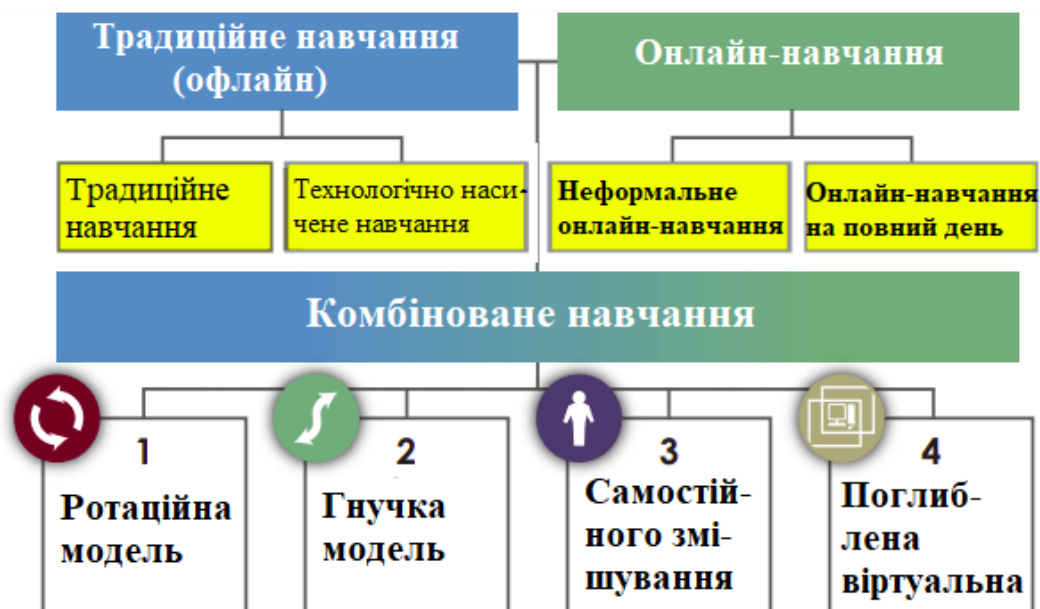 Традиційне навчання
(офлайн)
Онлайн-навчання
Традиційне
навчання
Технологічно наси-
чене навчання
Неформальне
онлайн-навчання
Онлайн-навчання
на повний день
Комбіноване навчання
1
Ротаційна
модель
2
Гнучка
модель
3
Самостій-
ного змі-
шування
4
Поглиб-
лена
віртуальна